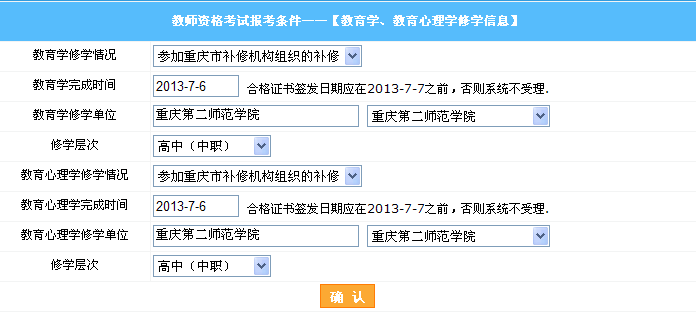 教师资格考试报考条件——【教育学、教育心理学修学信息】
教育学修学情况 参加重庆市补修机构组织的补修
教育学完成时间 2013-7-6 合格证书签发日期应在2013-7-7之前，否则系统不受理.
教育学修学单位 重庆第二师范学院 重庆第二师范学院
修学层次 高中（中职）
教育心理学修学情况 参加重庆市补修机构组织的补修
教育心理学完成时间 2013-7-6 合格证书签发日期应在2013-7-7之前，否则系统不受理.
教育心理学修学单位 重庆第二师范学院 重庆第二师范学院
修学层次 高中（中职）
确 认